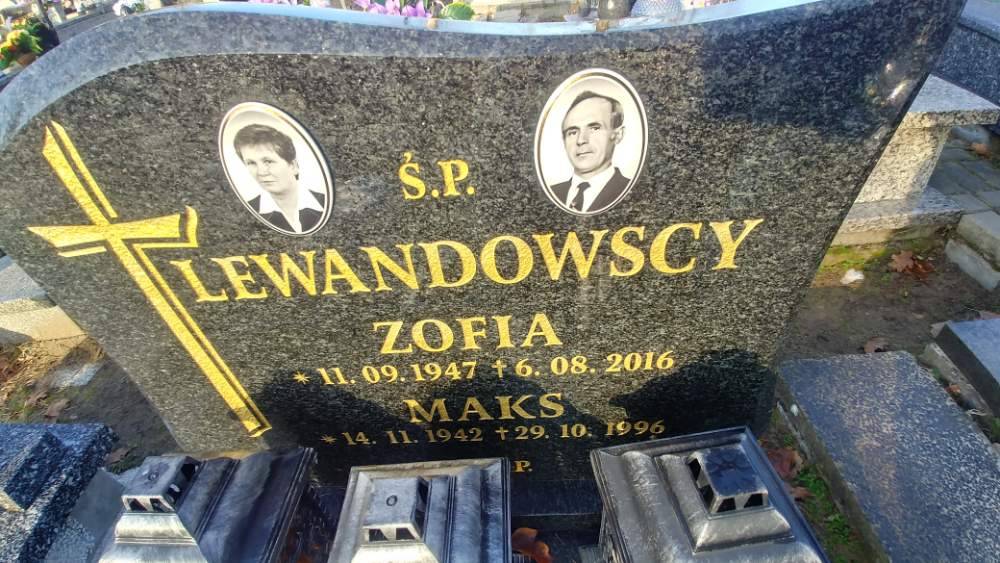 Ś.P.
LEWANDOWSCY
ZOFIA
* 11. 09. 1947 † 6. 08. 2016
MAKS
* 14. 11. 1942 † 29. 10. 1996
P.